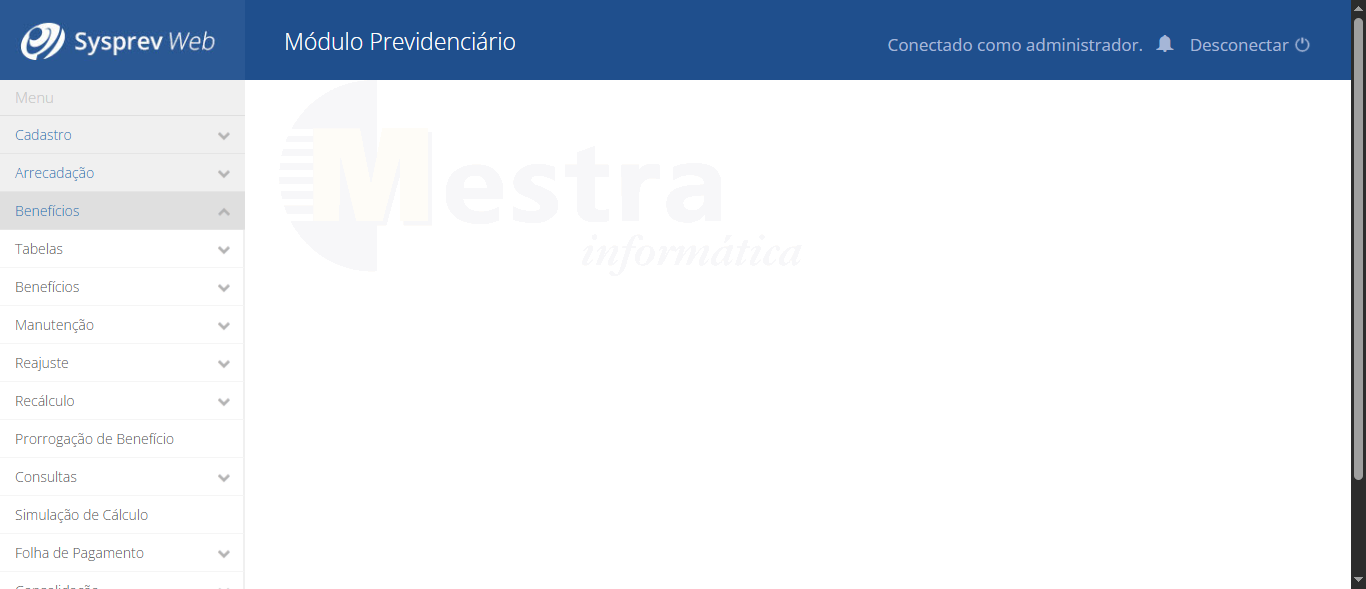 Sysprev Web
Módulo Previdenciário
Conectado como administrador.
Desconectar
Menu
Cadastro
Arrecadação
Benefícios
Tabelas
Benefícios
Manutenção
Reajuste
Recálculo
Prorrogação de Benefício
Consultas
Simulação de Cálculo
Folha de Pagamento
Consolidação
Mestra
informática